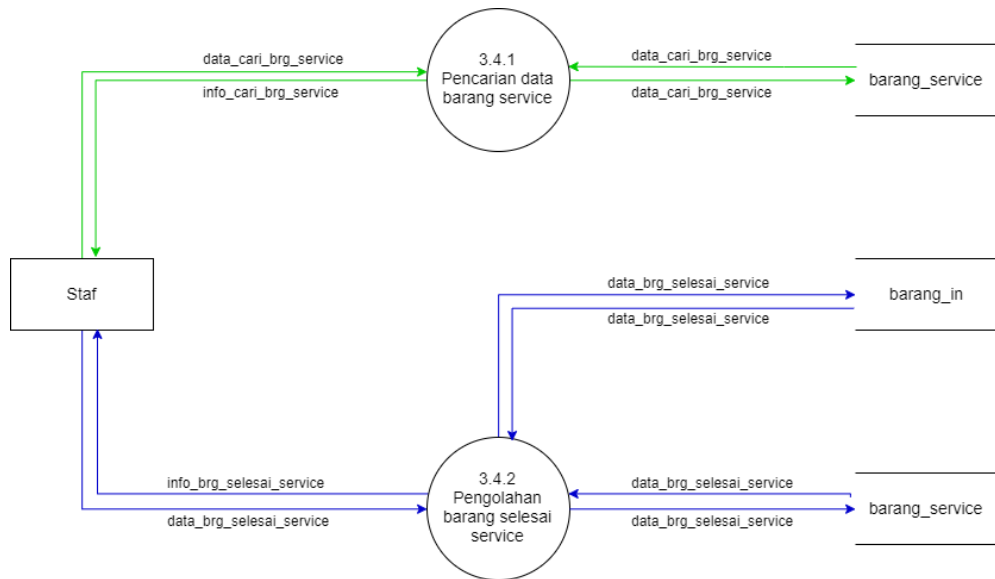 data_cari_brg_service
info_cari_brg_service
3.4.1
Pencarian data
barang service
data_cari_brg_service
data_cari_brg_service
barang_service
Staf
data_brg_selesai_service
data_brg_selesai_service
barang_in
info_brg_selesai_service
data_brg_selesai_service
3.4.2
Pengolahan
barang selesai
service
data_brg_selesai_service
data_brg_selesai_service
barang_service